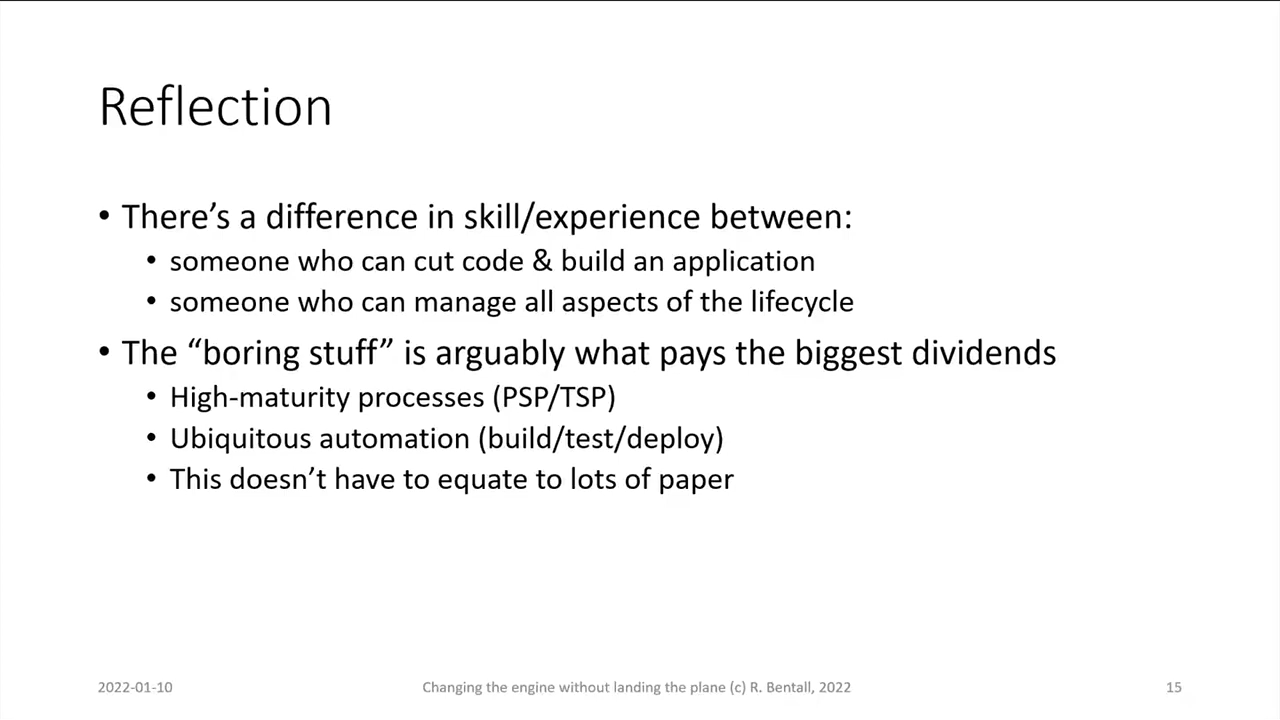 Reflection
• There’s a difference in skill/experience between:
• someone who can cut code & build an application
• someone who can manage all aspects of the lifecycle
• The “boring stuff” is arguably what pays the biggest dividends
• High-maturity processes (PSP/TSP)
• Ubiquitous automation (build/test/deploy)
• This doesn’t have to equate to lots of paper
2022-01-10 Changing the engine without landing the plane (c) R. Bentall, 2022 15